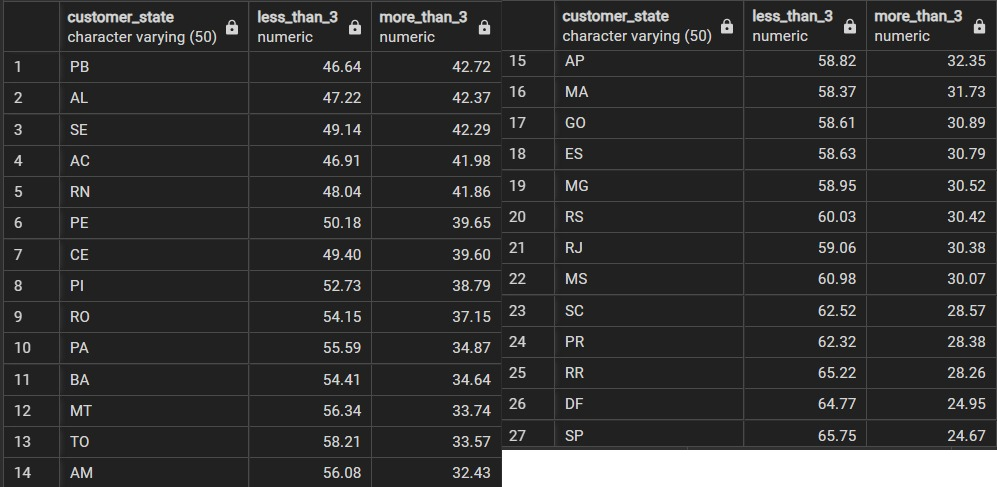 customer_state less_than_3 more_than_3
character varying (50) numeric numeric
1 PB 46.64 42.72
2 AL 47.22 42.37
3 SE 49.14 42.29
4 AC 46.91 41.98
5 RN 48.04 41.86
6 PE 50.18 39.65
7 CE 49.40 39.60
8 PI 52.73 38.79
9 RO 54.15 37.15
10 PA 55.59 34.87
11 BA 54.41 34.64
12 MT 56.34 33.74
13 TO 58.21 33.57
14 AM 56.08 32.43
customer_state less_than_3 more_than_3
character varying (50) numeric numeric
15 AP 58.82 32.35
16 MA 58.37 31.73
17 GO 58.61 30.89
18 ES 58.63 30.79
19 MG 58.95 30.52
20 RS 60.03 30.42
21 RJ 59.06 30.38
22 MS 60.98 30.07
23 SC 62.52 28.57
24 PR 62.32 28.38
25 RR 65.22 28.26
26 DF 64.77 24.95
27 SP 65.75 24.67